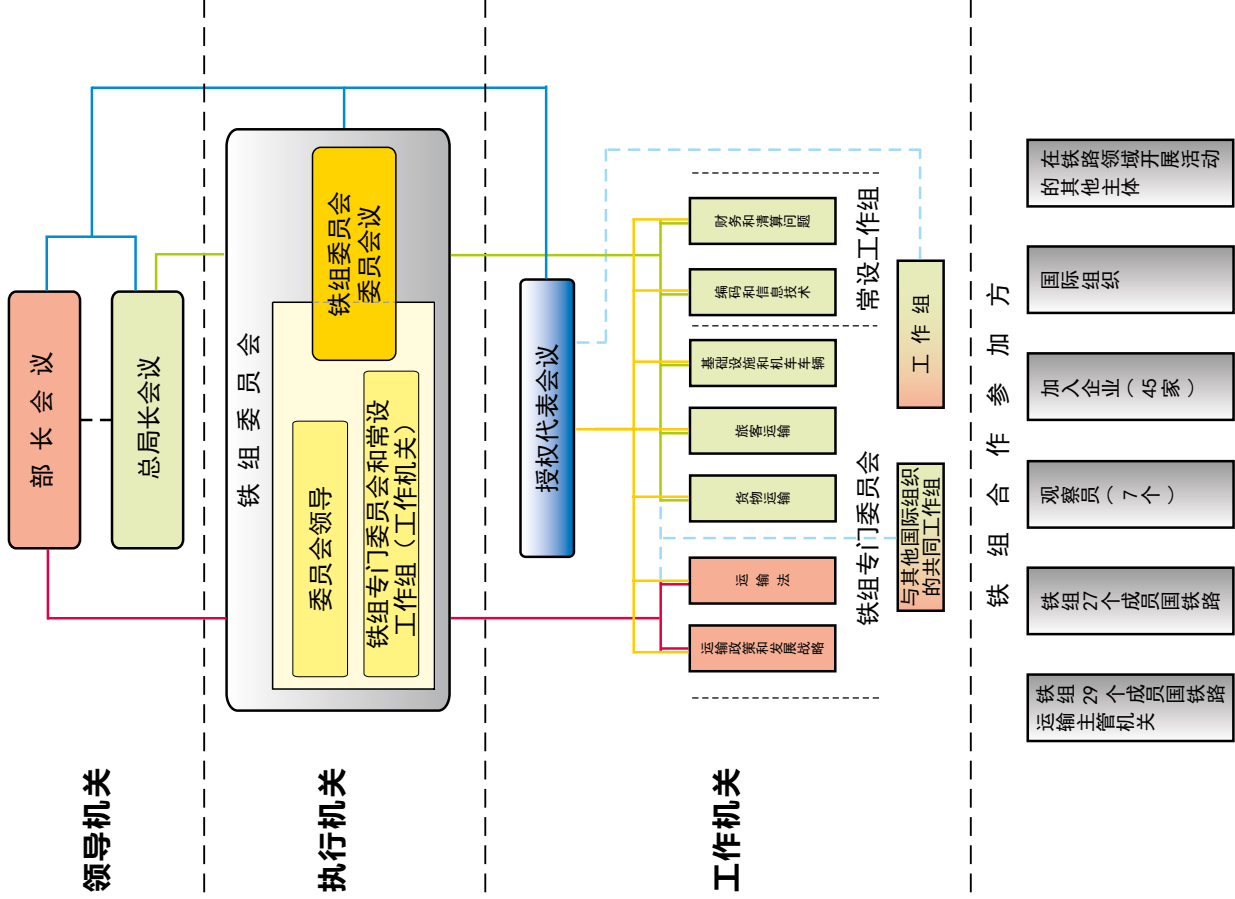 领导机关
部长会议
总局长会议
执行机关
铁组委员会
委员会领导
铁组专门委员会和常设
工作组（工作机关）
铁组委员会
委员会议
工作机关
授权代表会议
运输政策和发展战略
运输法
货物运输
旅客运输
基础设施和机车车辆
编码和信息技术
财务和清算问题
铁组专门委员会
常设工作组
与其他国际组织
的共同工作组
工作组
铁组合作参加方
铁组 29 个成员国铁路
运输主管机关
铁组27个成员国铁路
观察员（7个）
加入企业（45家）
国际组织
在铁路领域开展活动
的其他主体